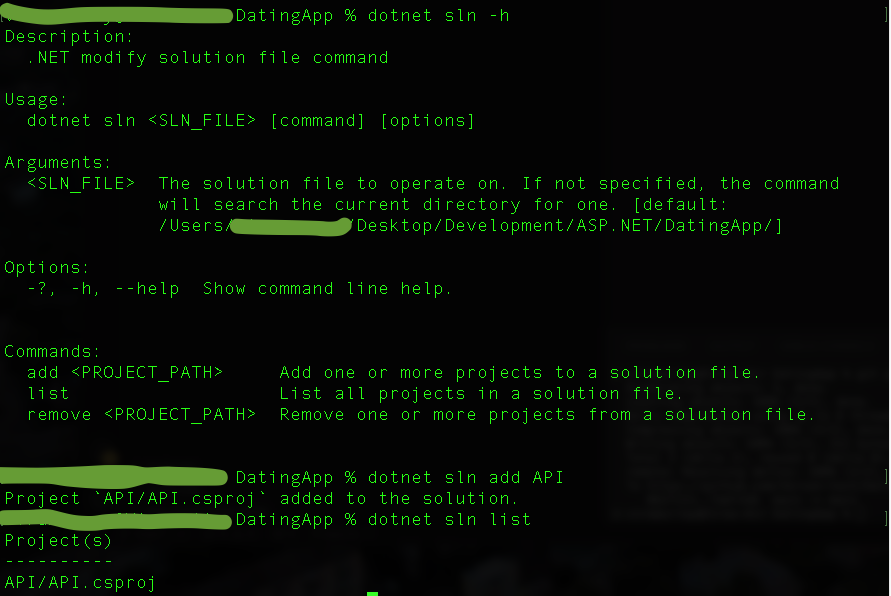 DatingApp % dotnet sln -h
Description:
.NET modify solution file command
Usage:
dotnet sln <SLN_FILE> [command] [options]
Arguments:
<SLN_FILE>  The solution file to operate on. If not specified, the command
will search the current directory for one. [default:
/Users/ /Desktop/Development/ASP.NET/DatingApp/]
Options:
-?, -h, --help  Show command line help.
Commands:
add <PROJECT_PATH>     Add one or more projects to a solution file.
list                   List all projects in a solution file.
remove <PROJECT_PATH>  Remove one or more projects from a solution file.
DatingApp % dotnet sln add API
Project `API/API.csproj` added to the solution.
DatingApp % dotnet sln list
Project(s)
----------
API/API.csproj